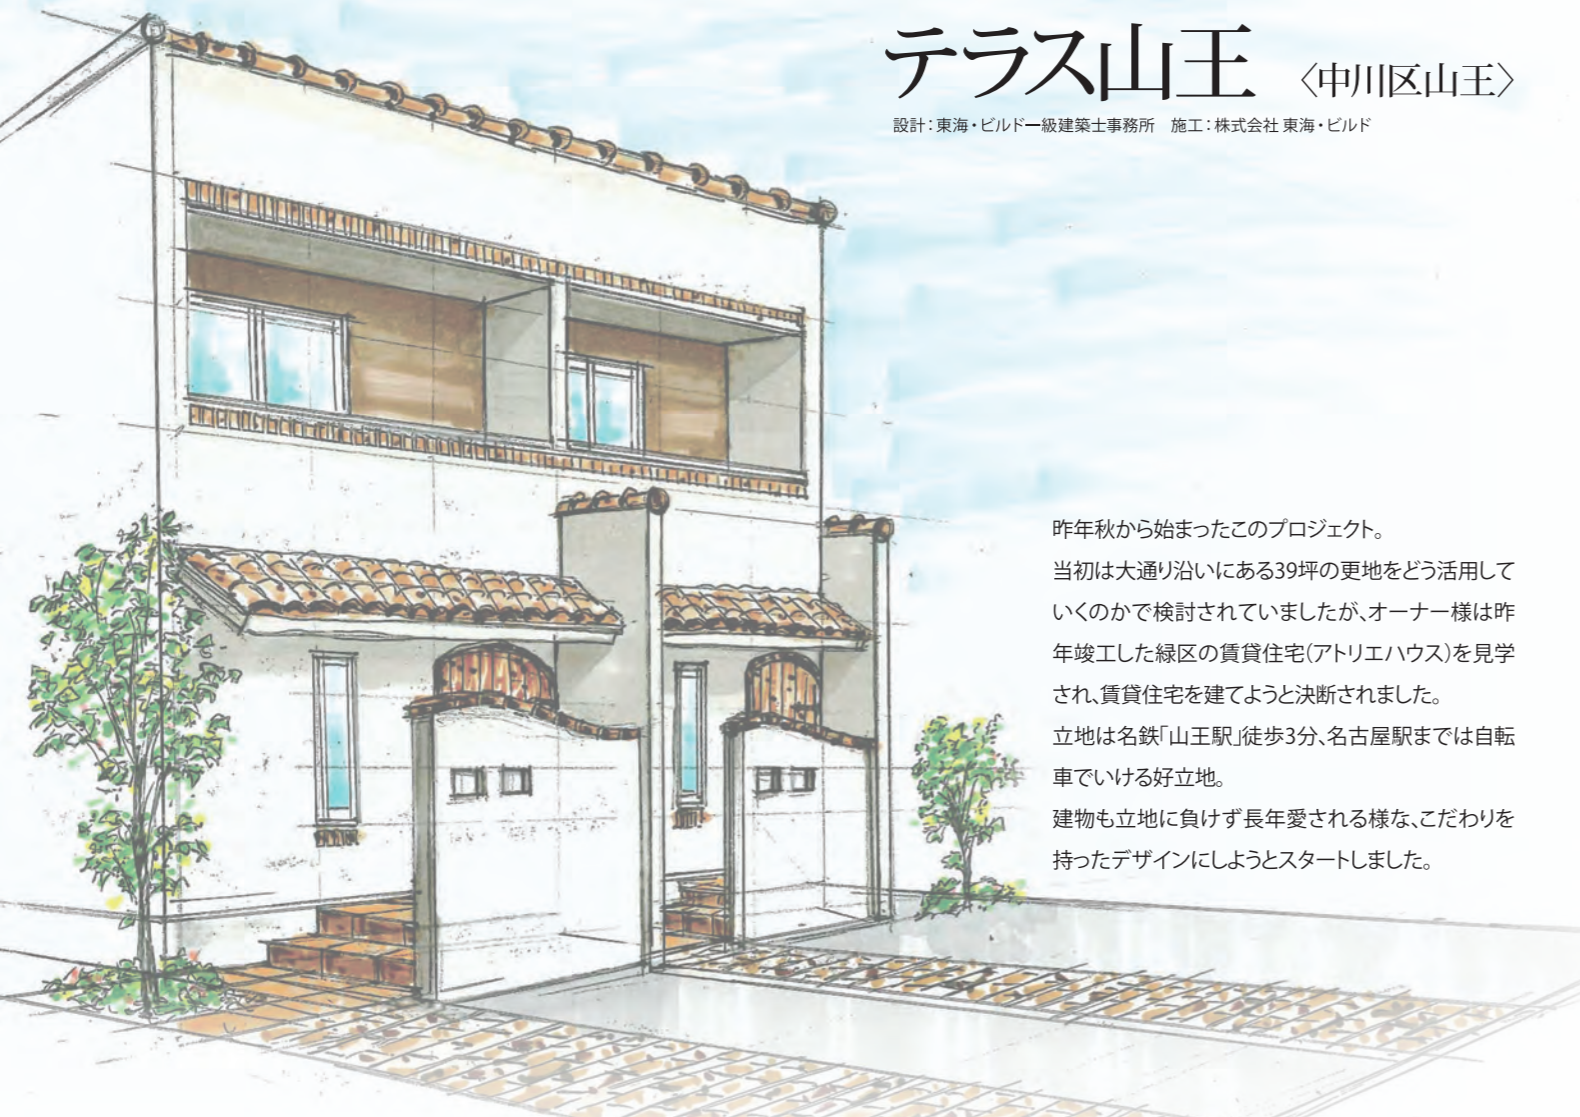 テラス山王 〈中川区山王〉
設計：東海・ビルド一級建築士事務所 施工：株式会社 東海・ビルド
昨年秋から始まったこのプロジェクト。
当初は大通り沿いにある39坪の更地をどう活用して
いくのかで検討されていましたが、オーナー様は昨
年竣工した緑区の賃貸住宅(アトリエハウス)を見学
され、賃貸住宅を建てようと決断されました。
立地は名鉄「山王駅」徒歩3分、名古屋駅までは自転
車でいける好立地。
建物も立地に負けず長年愛される様な、こだわりを
持ったデザインにしようとスタートしました。